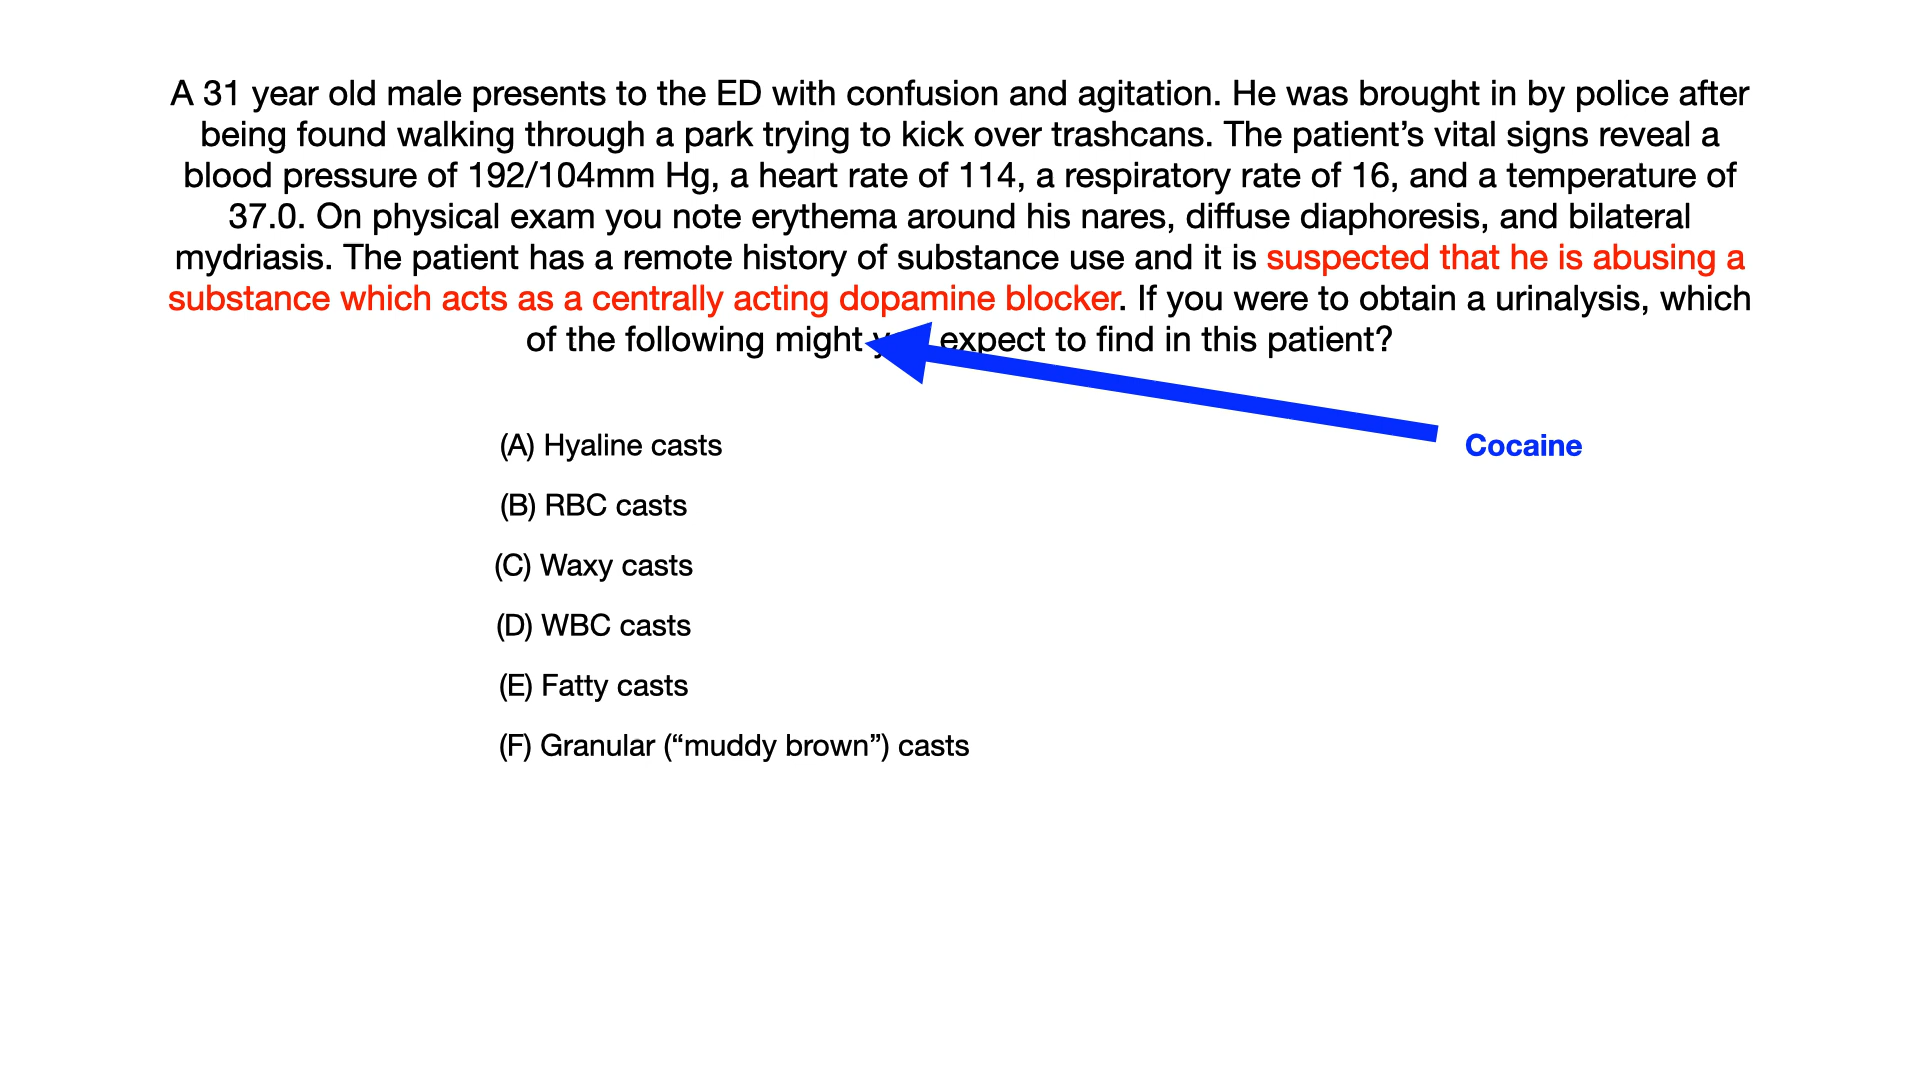 A 31 year old male presents to the ED with confusion and agitation. He was brought in by police after
being found walking through a park trying to kick over trashcans. The patient’s vital signs reveal a
blood pressure of 192/104mm Hg, a heart rate of 114, a respiratory rate of 16, and a temperature of
37.0. On physical exam you note erythema around his nares, diffuse diaphoresis, and bilateral
mydriasis. The patient has a remote history of substance use and it is suspected that he is abusing a
substance which acts as a centrally acting dopamine blocker. If you were to obtain a urinalysis, which
of the following might expect to find in this patient?
(A) Hyaline casts
Cocaine
(B) RBC casts
(C) Waxy casts
(D) WBC casts
(E) Fatty casts
(F) Granular (“muddy brown”) casts